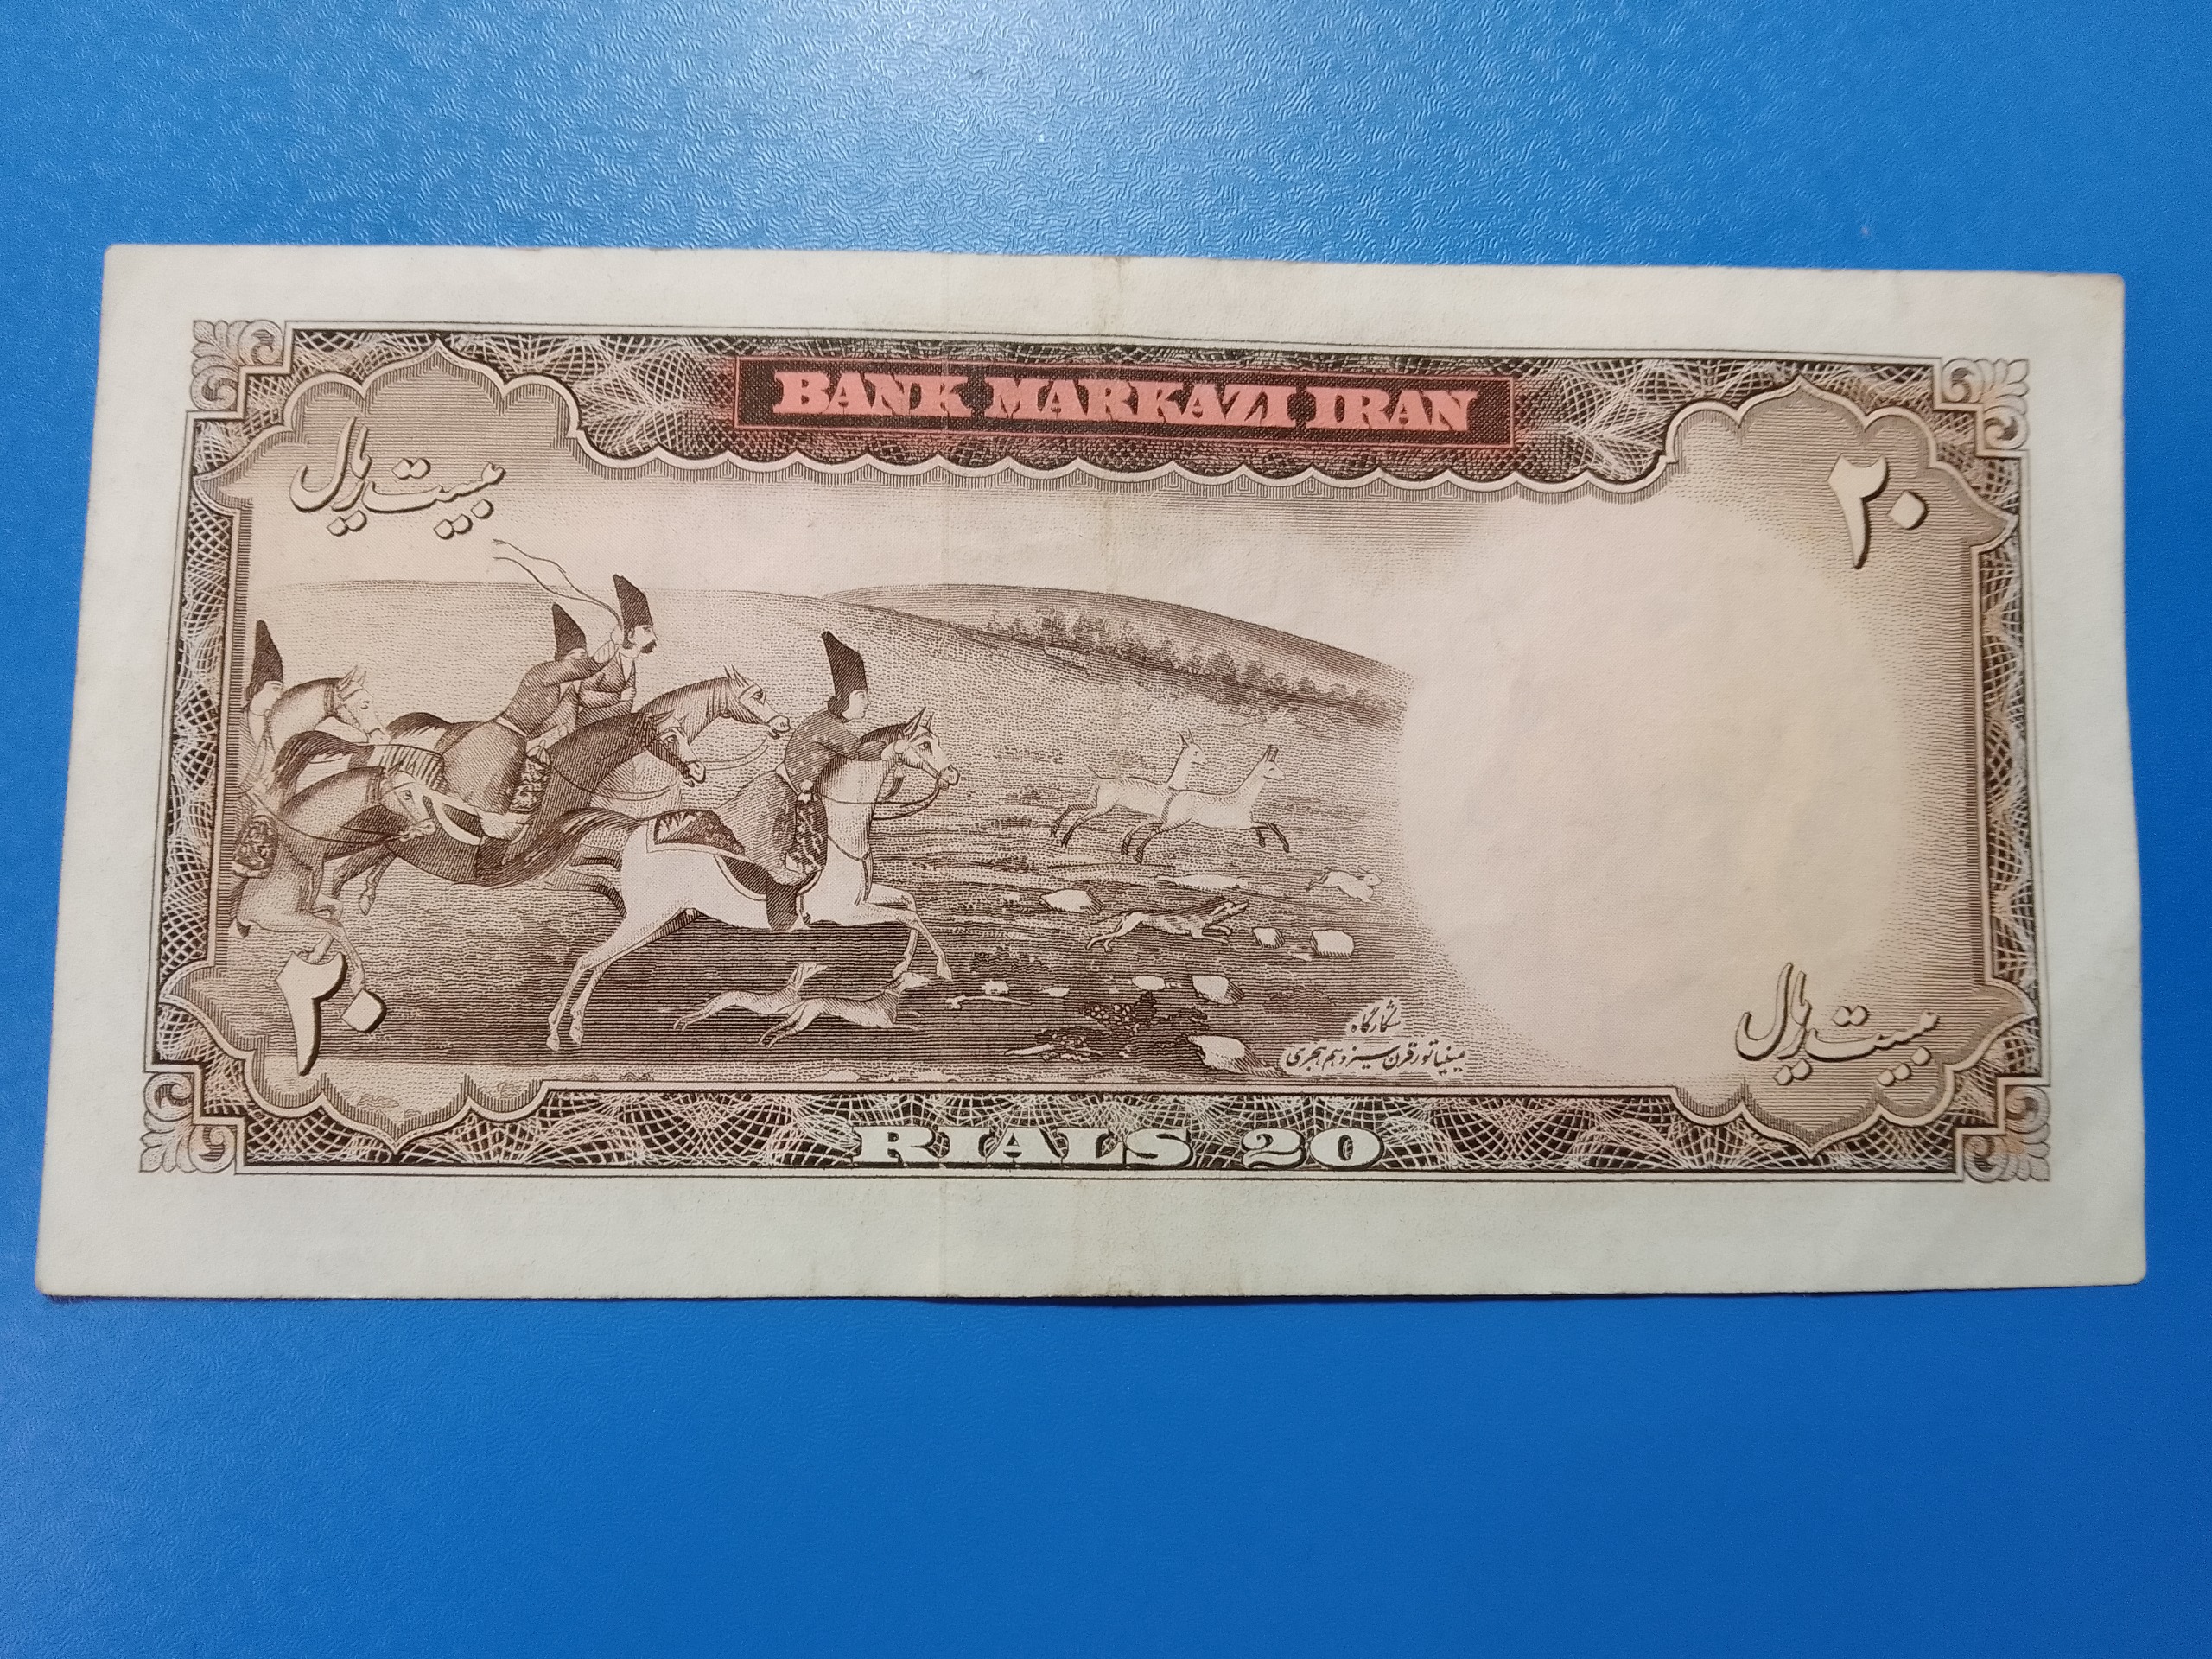 BANK MARKAZI IRAN
بیست ریال
۲۰
۲۰
شکارگاه
مینیاتور قرن سیزدهم هجری
بیست ریال
RIALS 20